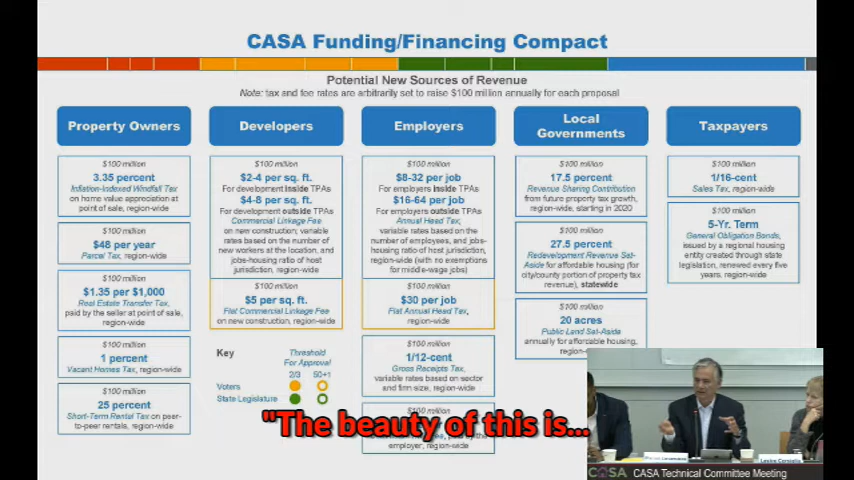 CASA Funding/Financing Compact
Potential New Sources of Revenue
Note: tax and fee rates are arbitrarily set to raise $100 million annually for each proposal
Property Owners
$100 million
3.35 percent
Inflation-Indexed Windfall Tax
on home value appreciation at
point of sale, region-wide
$100 million
$48 per year
Parcel Tax, region-wide
$100 million
$1.35 per $1,000
Real Estate Transfer Tax,
paid by the seller at point of sale,
region-wide
$100 million
1 percent
Vacant Homes Tax, region-wide
$100 million
25 percent
Short-Term Rental Tax on peer-
to-peer rentals, region-wide
Developers
$100 million
$2-4 per sq. ft.
For development inside TPAs
$4-8 per sq. ft.
For development outside TPAs
Commercial Linkage Fee
on new construction; variable
rates based on the number of
new workers at the location, and
jobs-housing ratio of host
jurisdiction, region-wide
$100 million
$5 per sq. ft.
Flat Commercial Linkage Fee
on new construction, region-wide
Key
Threshold
For Approval
2/3 50+1
Voters
State Legislature
Employers
$100 million
$8-32 per job
For employers inside TPAs
$16-64 per job
For employers outside TPAs
Annual Head Tax,
variable rates based on the
number of employees, and jobs-
housing ratio of host jurisdiction,
region-wide (with no exemptions
for middle-wage jobs)
$100 million
$30 per job
Flat Annual Head Tax,
region-wide
$100 million
1/12-cent
Gross Receipts Tax,
variable rates based on sector
and firm size, region-wide
$100 million
employer, region-wide
Local
Governments
$100 million
17.5 percent
Revenue Sharing Contribution
from future property tax growth,
region-wide, starting in 2020
$100 million
27.5 percent
Redevelopment Revenue Set-
Aside for affordable housing (for
city/county portion of property tax
revenue), statewide
$100 million
20 acres
Public Land Set-Aside
annually for affordable housing,
region-
Taxpayers
$100 million
1/16-cent
Sales Tax, region-wide
$100 million
5-Yr. Term
General Obligation Bonds,
issued by a regional housing
entity created through state
legislation, renewed every five
years, region-wide
"The beauty of this is...
CASA CASA Technical Committee Meeting